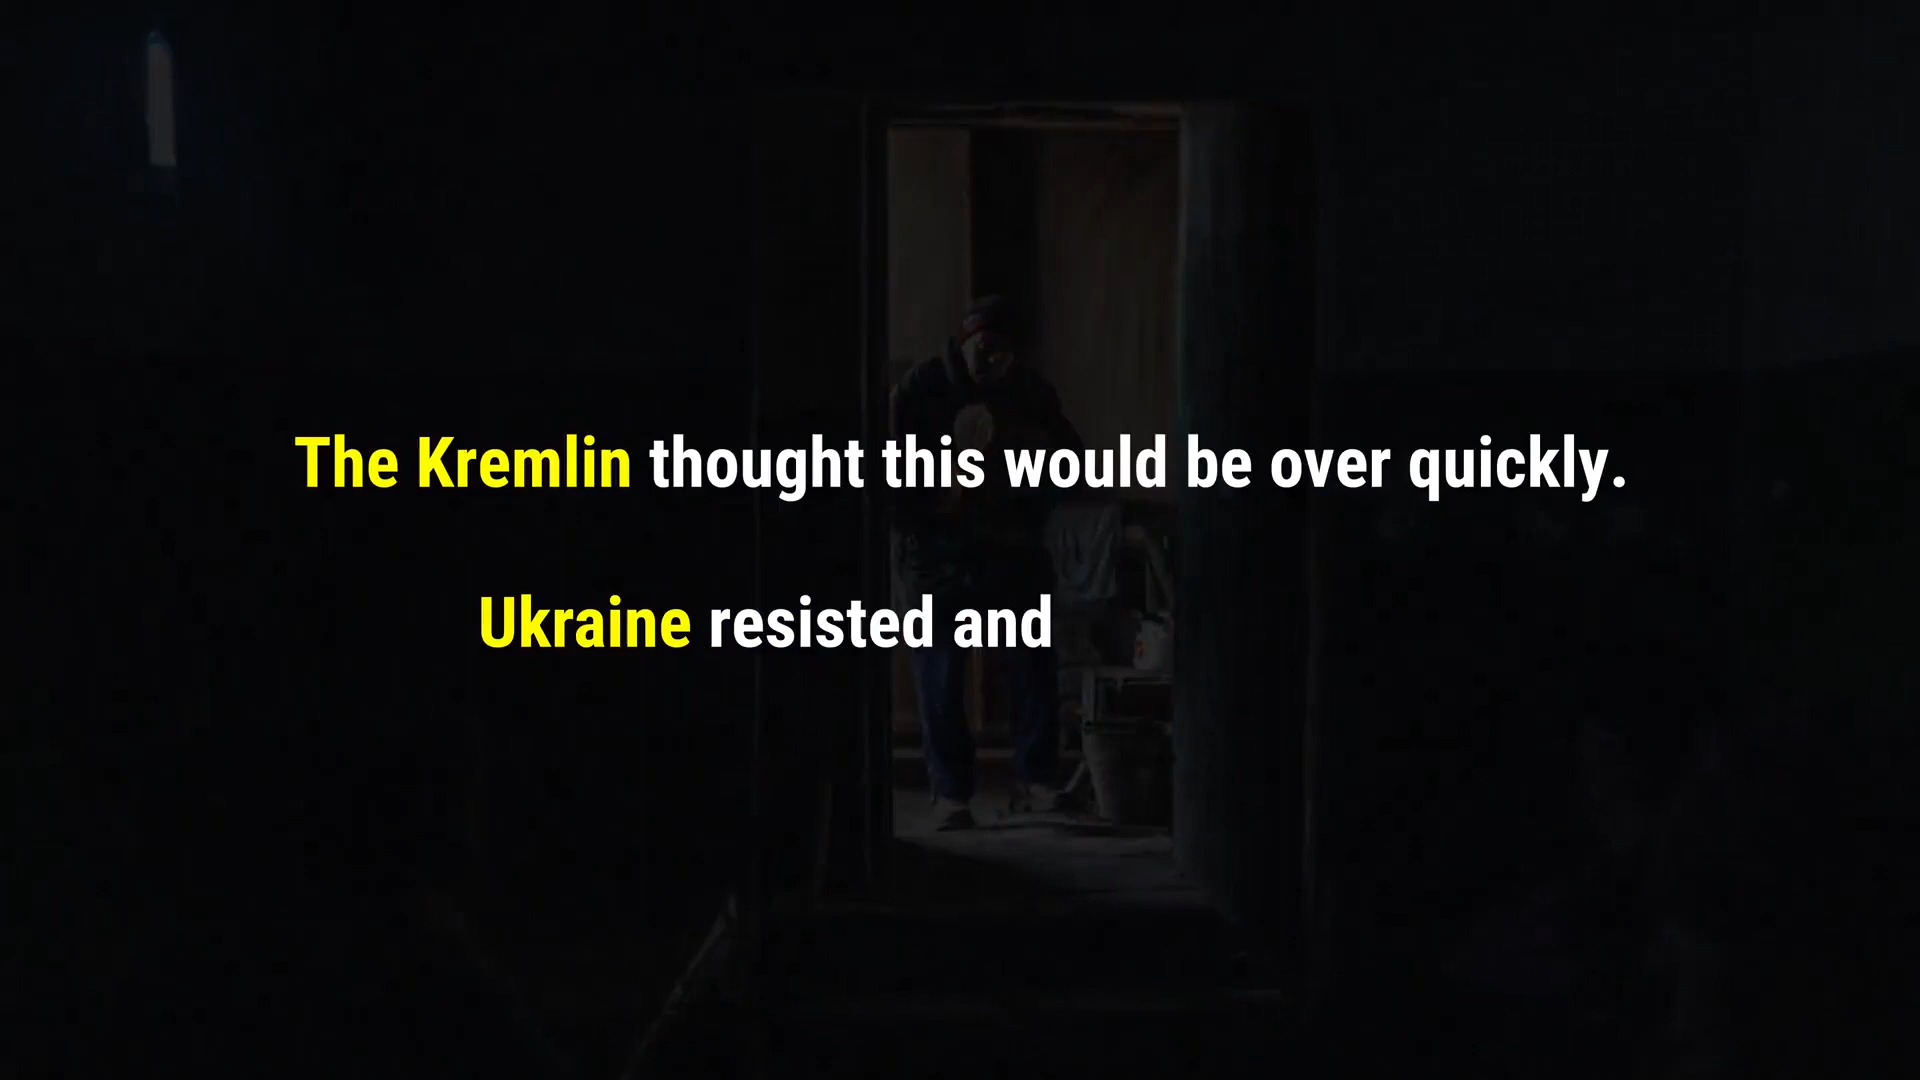 The Kremlin thought this would be over quickly.
Ukraine resisted and